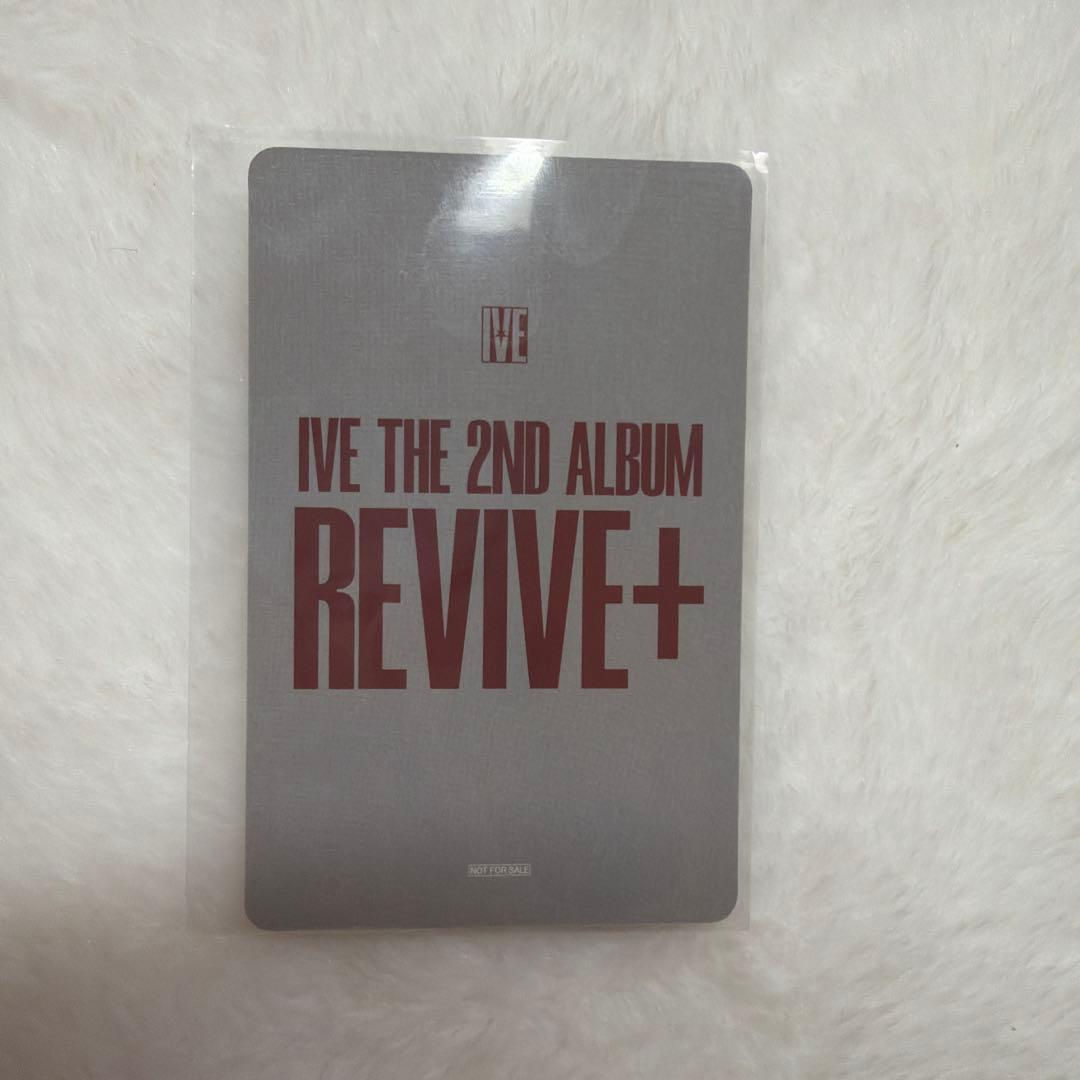 IVE
IVE THE 2ND ALBUM
REVIVE+
NOT FOR SALE